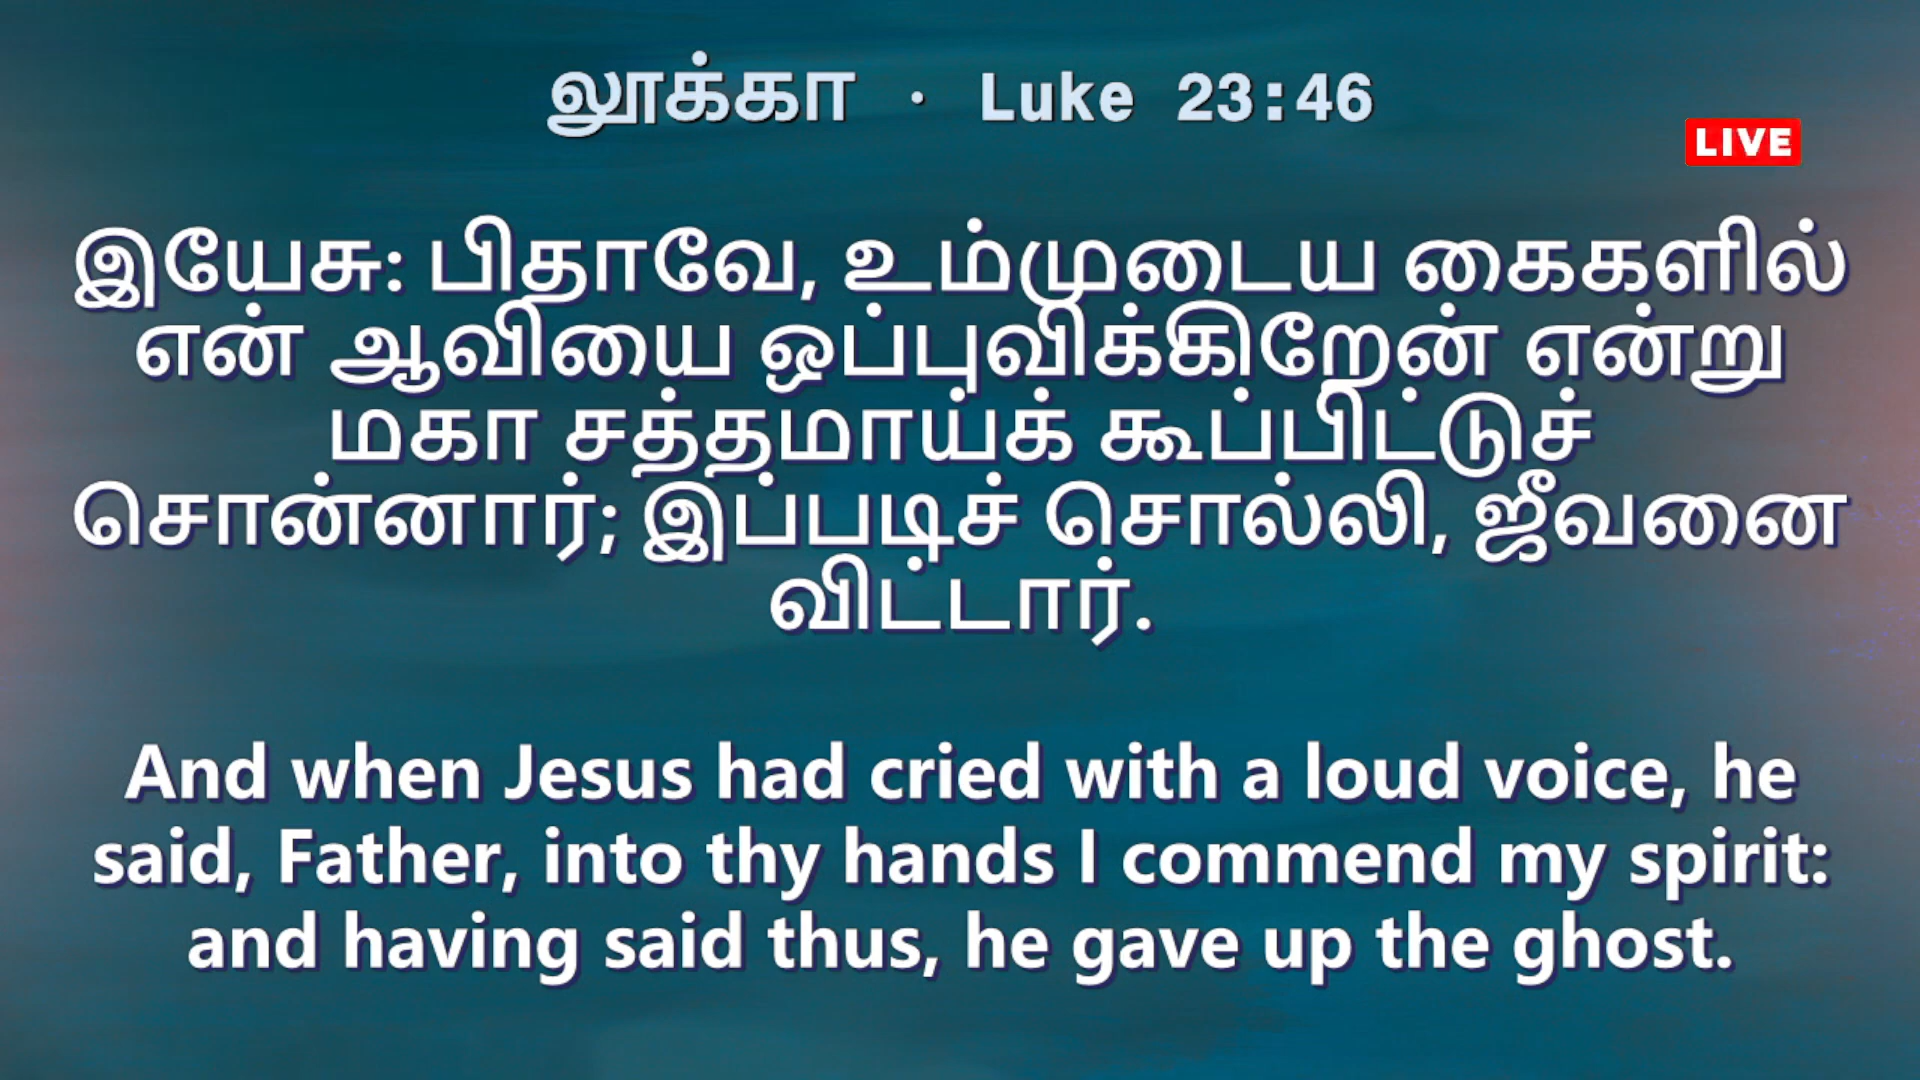 லூக்கா · Luke 23:46
LIVE
இயேசு: பிதாவே, உம்முடைய கைகளில்
என் ஆவியை ஒப்புவிக்கிறேன் என்று
மகா சத்தமாய்க் கூப்பிட்டுச்
சொன்னார்; இப்படிச் சொல்லி, ஜீவனை
விட்டார்.
And when Jesus had cried with a loud voice, he
said, Father, into thy hands I commend my spirit:
and having said thus, he gave up the ghost.